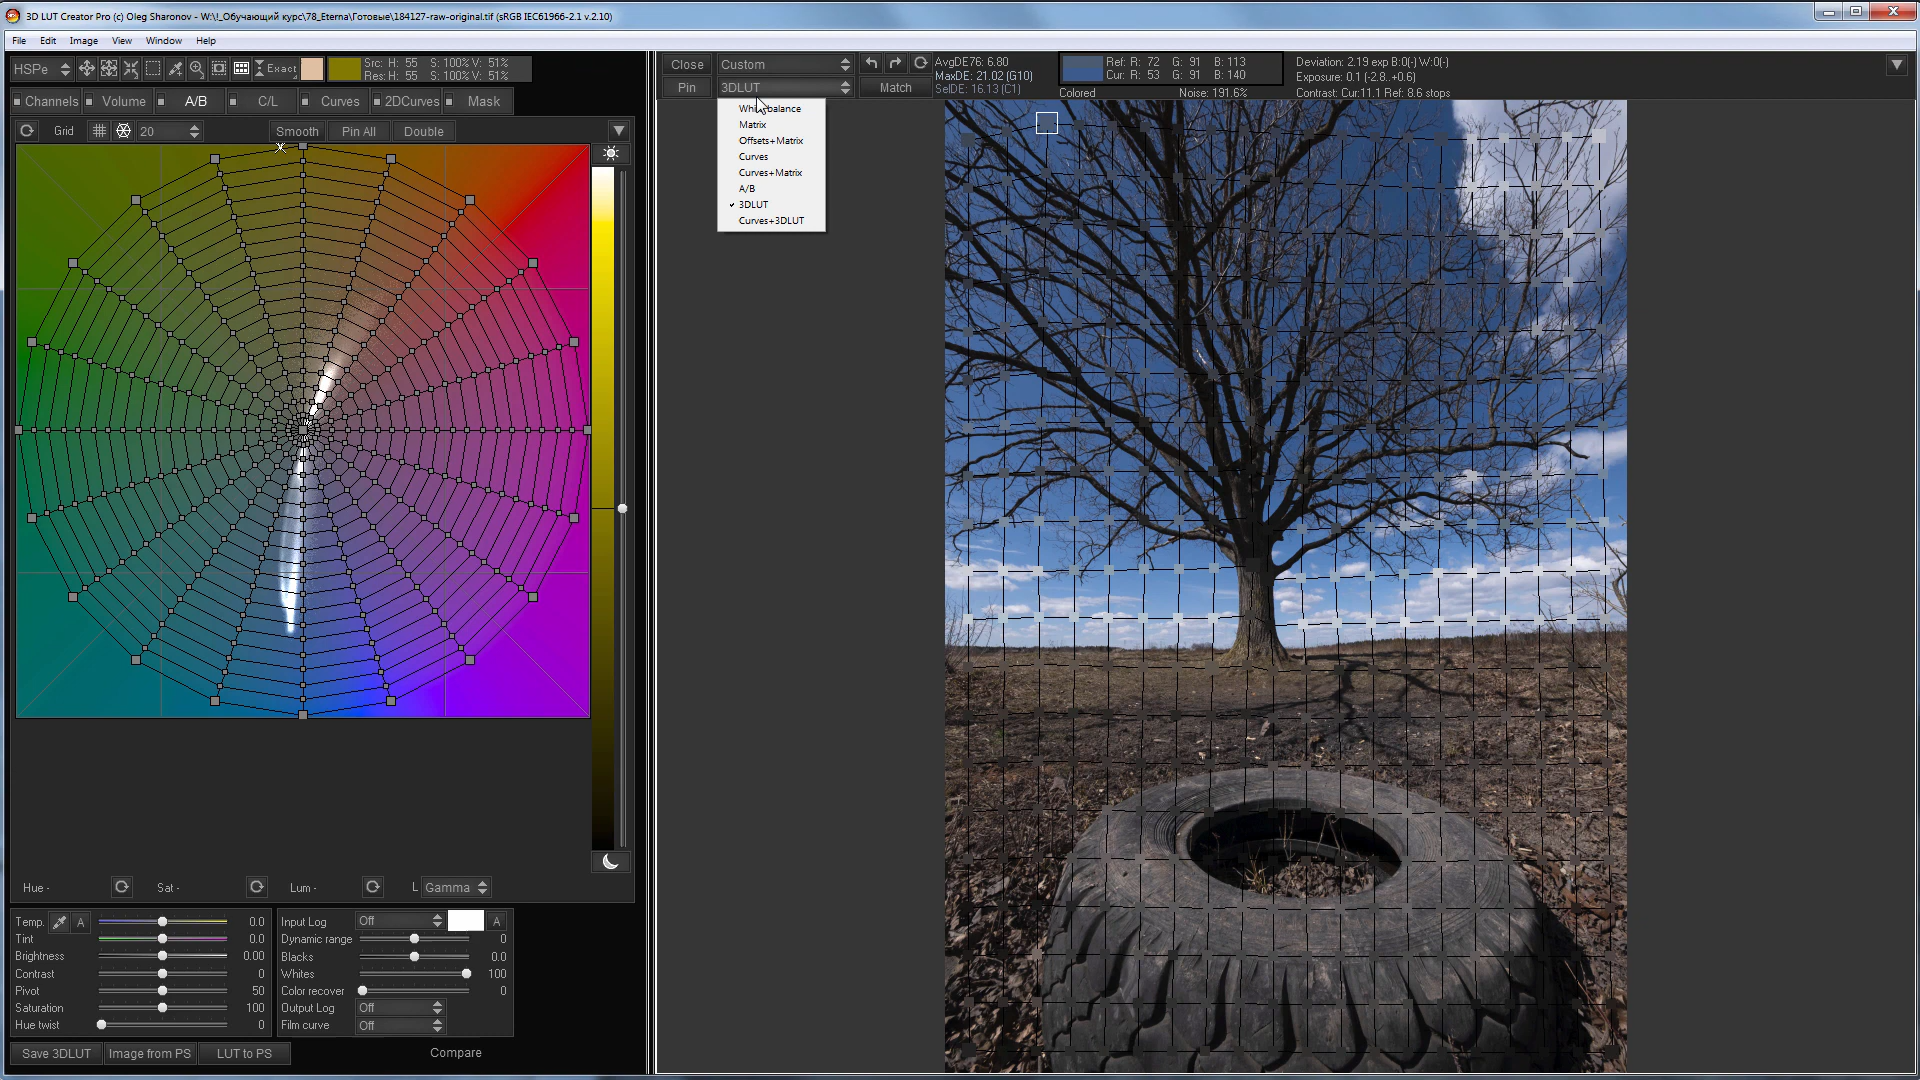 3D LUT Creator Pro (c) Oleg Sharonov - W:\!_Обучающий курс\78_Eterna\Готовые\184127-raw-original.tif (sRGB IEC61966-2.1 v.2.10)
File Edit Image View Window Help
HSPe Exact Src: H: 55 S: 100% V: 51%
Res: H: 55 S: 100% V: 51%
Channels Volume A/B C/L Curves 2DCurves Mask
Grid 20 Smooth Pin All Double
Close Custom
Pin 3DLUT Match
AvgDE76: 6.80
MaxDE: 21.02 (G10)
SelDE: 16.13 (C1)
Ref: R: 72 G: 91 B: 113
Cur: R: 53 G: 91 B: 140
Colored Noise: 191.6%
Deviation: 2.19 exp B:0(-) W:0(-)
Exposure: 0.1 (-2.8..+0.6)
Contrast: Cur:11.1 Ref: 8.6 stops
Matrix
Offsets+Matrix
Curves
Curves+Matrix
A/B
3DLUT
Curves+3DLUT
Hue - Sat - Lum - L Gamma
Temp. A 0.0
Tint 0.0
Brightness 0.00
Contrast 0
Pivot 50
Saturation 100
Hue twist 0
Input Log Off A
Dynamic range 0
Blacks 0.0
Whites 100
Color recover 0
Output Log Off
Film curve Off
Save 3DLUT Image from PS LUT to PS Compare